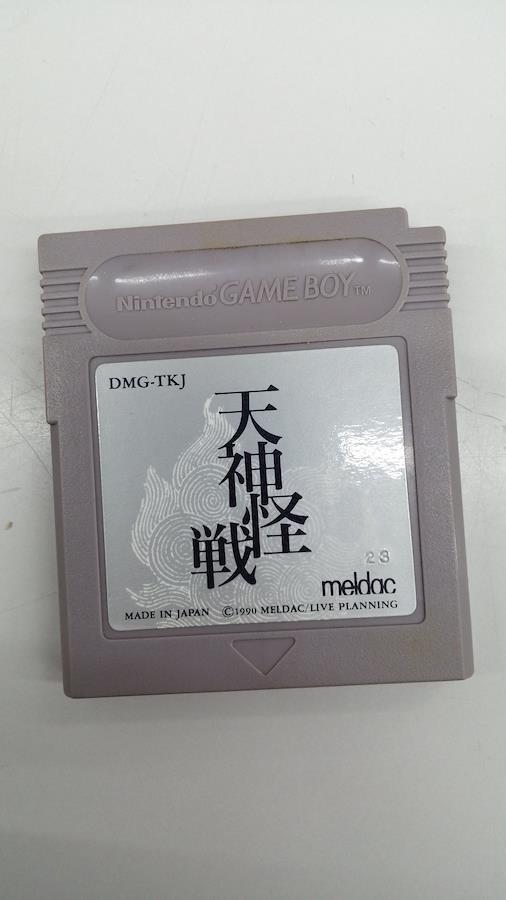 Nintendo GAME BOY TM
DMG-TKJ
天神怪戦
23
meldac
MADE IN JAPAN ©1990 MELDAC/LIVE PLANNING